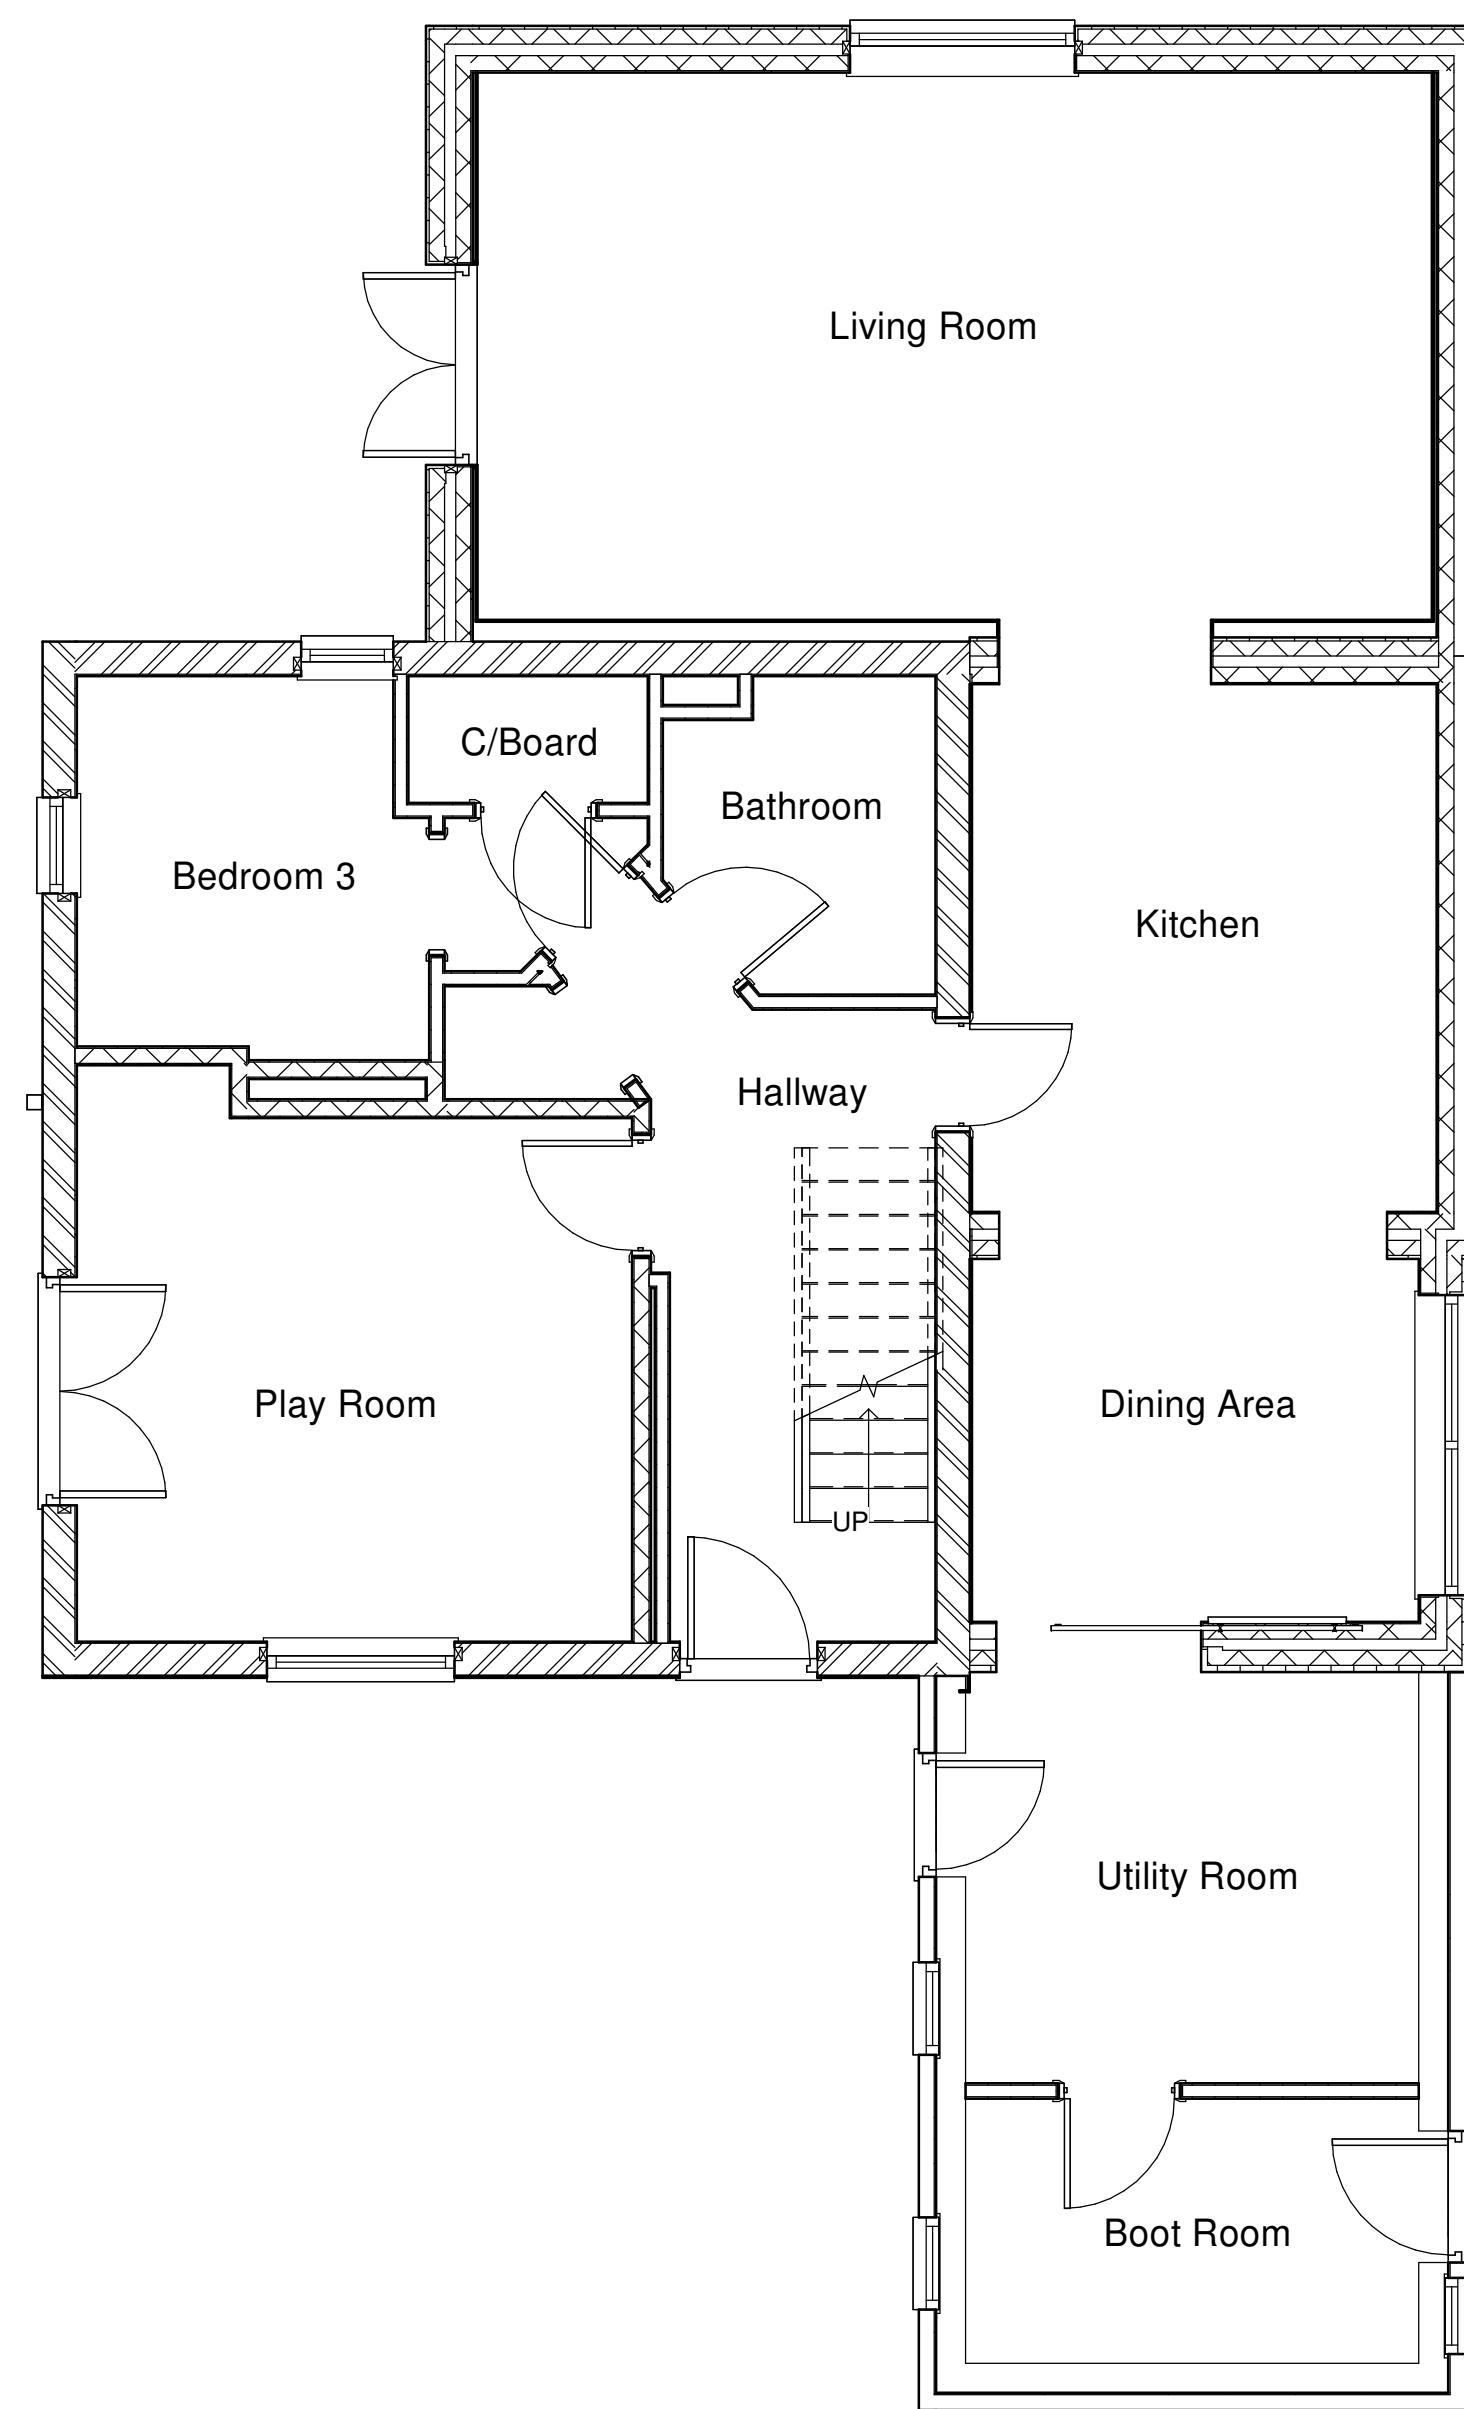 Living Room
C/Board
Bathroom
Bedroom 3
Kitchen
Hallway
Play Room
Dining Area
UP
Utility Room
Boot Room